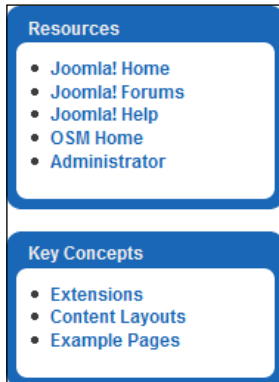 Resources
Joomla! Home
Joomla! Forums
Joomla! Help
OSM Home
Administrator
Key Concepts
Extensions
Content Layouts
Example Pages